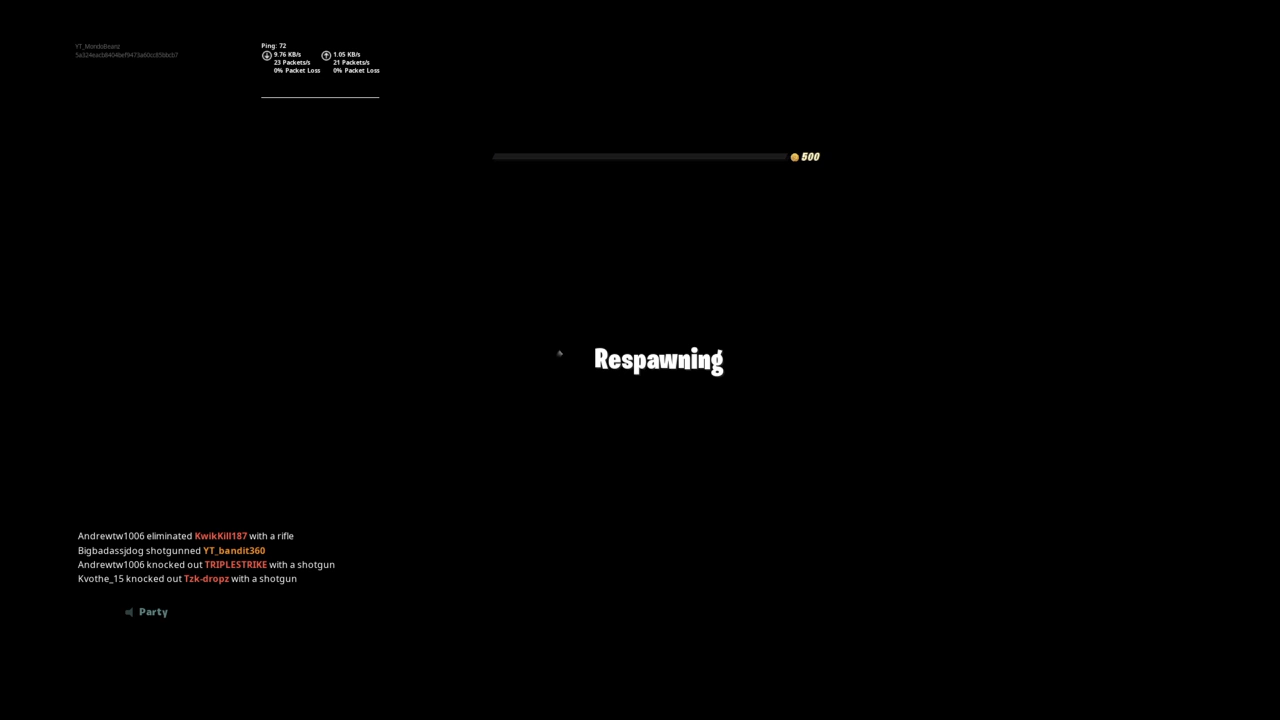 YT_MondoBeanz
Ping: 72
9.76 KB/s
23 Packets/s
0% Packet Loss
1.05 KB/s
21 Packets/s
0% Packet Loss
500
Respawning
Andrewtw1006 eliminated KwikKill187 with a rifle
Bigbadassjdog shotgunned YT_bandit360
Andrewtw1006 knocked out TRIPLESTRIKE with a shotgun
Kvothe_15 knocked out Tzk-dropz with a shotgun
Party